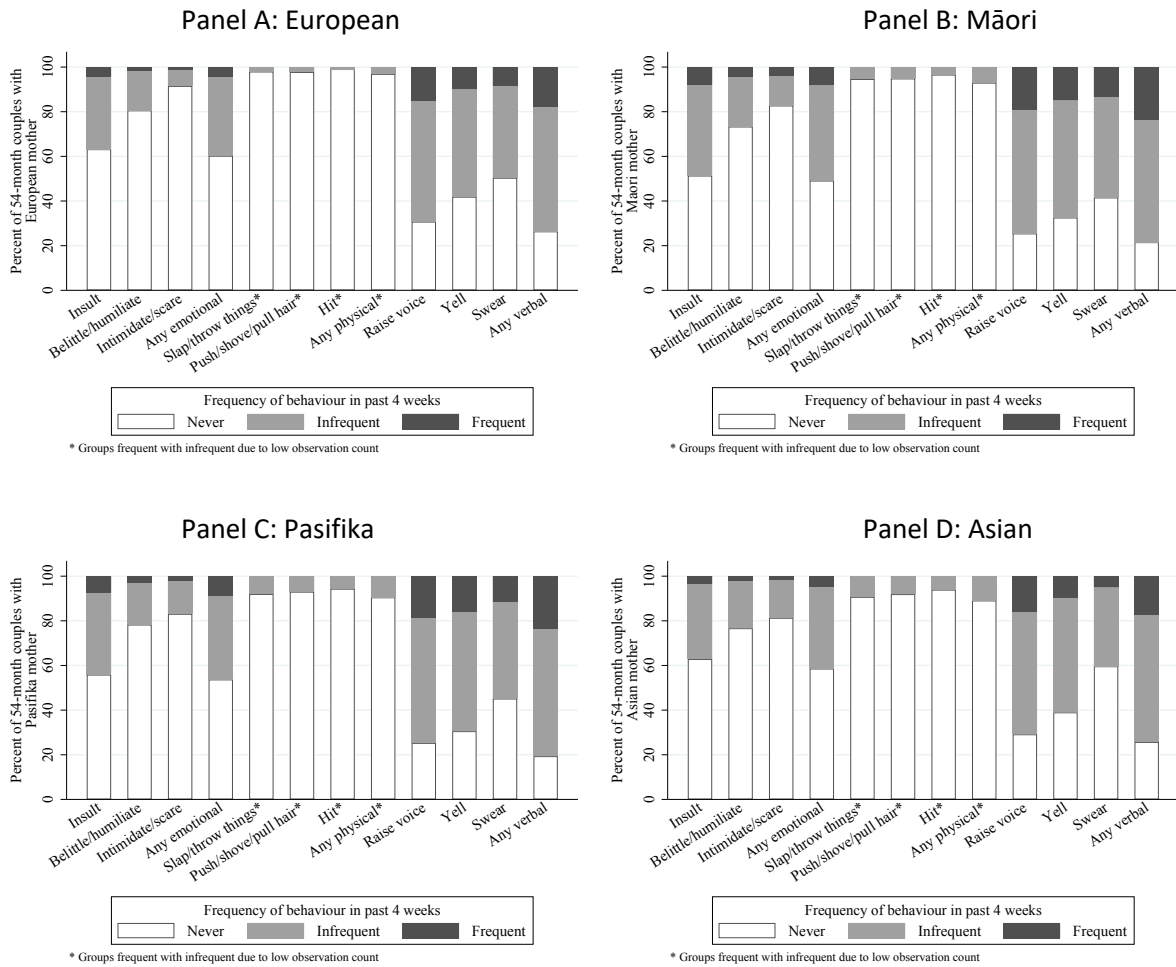 Panel A: European
Percent of 54-month couples with
European mother
0
20
40
60
80
100
Insult
Belittle/humiliate
Intimidate/scare
Any emotional
Slap/throw things*
Push/shove/pull hair*
Hit*
Any physical*
Raise voice
Yell
Swear
Any verbal
Frequency of behaviour in past 4 weeks
Never Infrequent Frequent
* Groups frequent with infrequent due to low observation count
Panel B: Māori
Percent of 54-month couples with
Maori mother
0
20
40
60
80
100
Insult
Belittle/humiliate
Intimidate/scare
Any emotional
Slap/throw things*
Push/shove/pull hair*
Hit*
Any physical*
Raise voice
Yell
Swear
Any verbal
Frequency of behaviour in past 4 weeks
Never Infrequent Frequent
* Groups frequent with infrequent due to low observation count
Panel C: Pasifika
Percent of 54-month couples with
Pasifika mother
0
20
40
60
80
100
Insult
Belittle/humiliate
Intimidate/scare
Any emotional
Slap/throw things*
Push/shove/pull hair*
Hit*
Any physical*
Raise voice
Yell
Swear
Any verbal
Frequency of behaviour in past 4 weeks
Never Infrequent Frequent
* Groups frequent with infrequent due to low observation count
Panel D: Asian
Percent of 54-month couples with
Asian mother
0
20
40
60
80
100
Insult
Belittle/humiliate
Intimidate/scare
Any emotional
Slap/throw things*
Push/shove/pull hair*
Hit*
Any physical*
Raise voice
Yell
Swear
Any verbal
Frequency of behaviour in past 4 weeks
Never Infrequent Frequent
* Groups frequent with infrequent due to low observation count